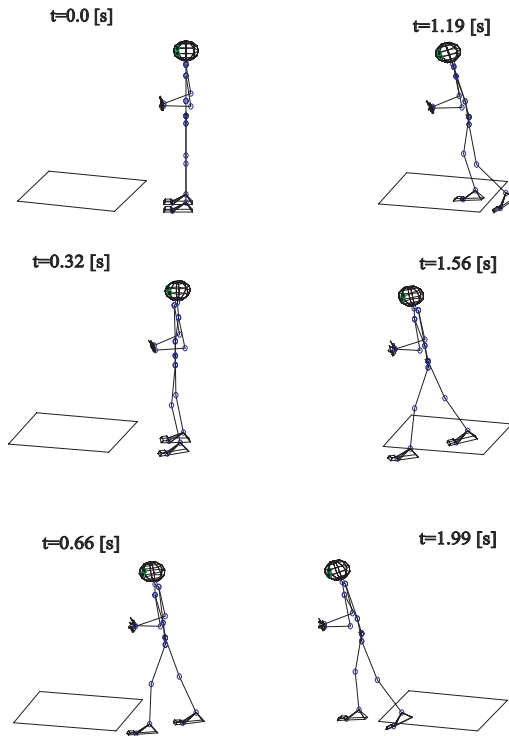 t=0.0 [s]
t=1.19 [s]
t=0.32 [s]
t=1.56 [s]
t=0.66 [s]
t=1.99 [s]